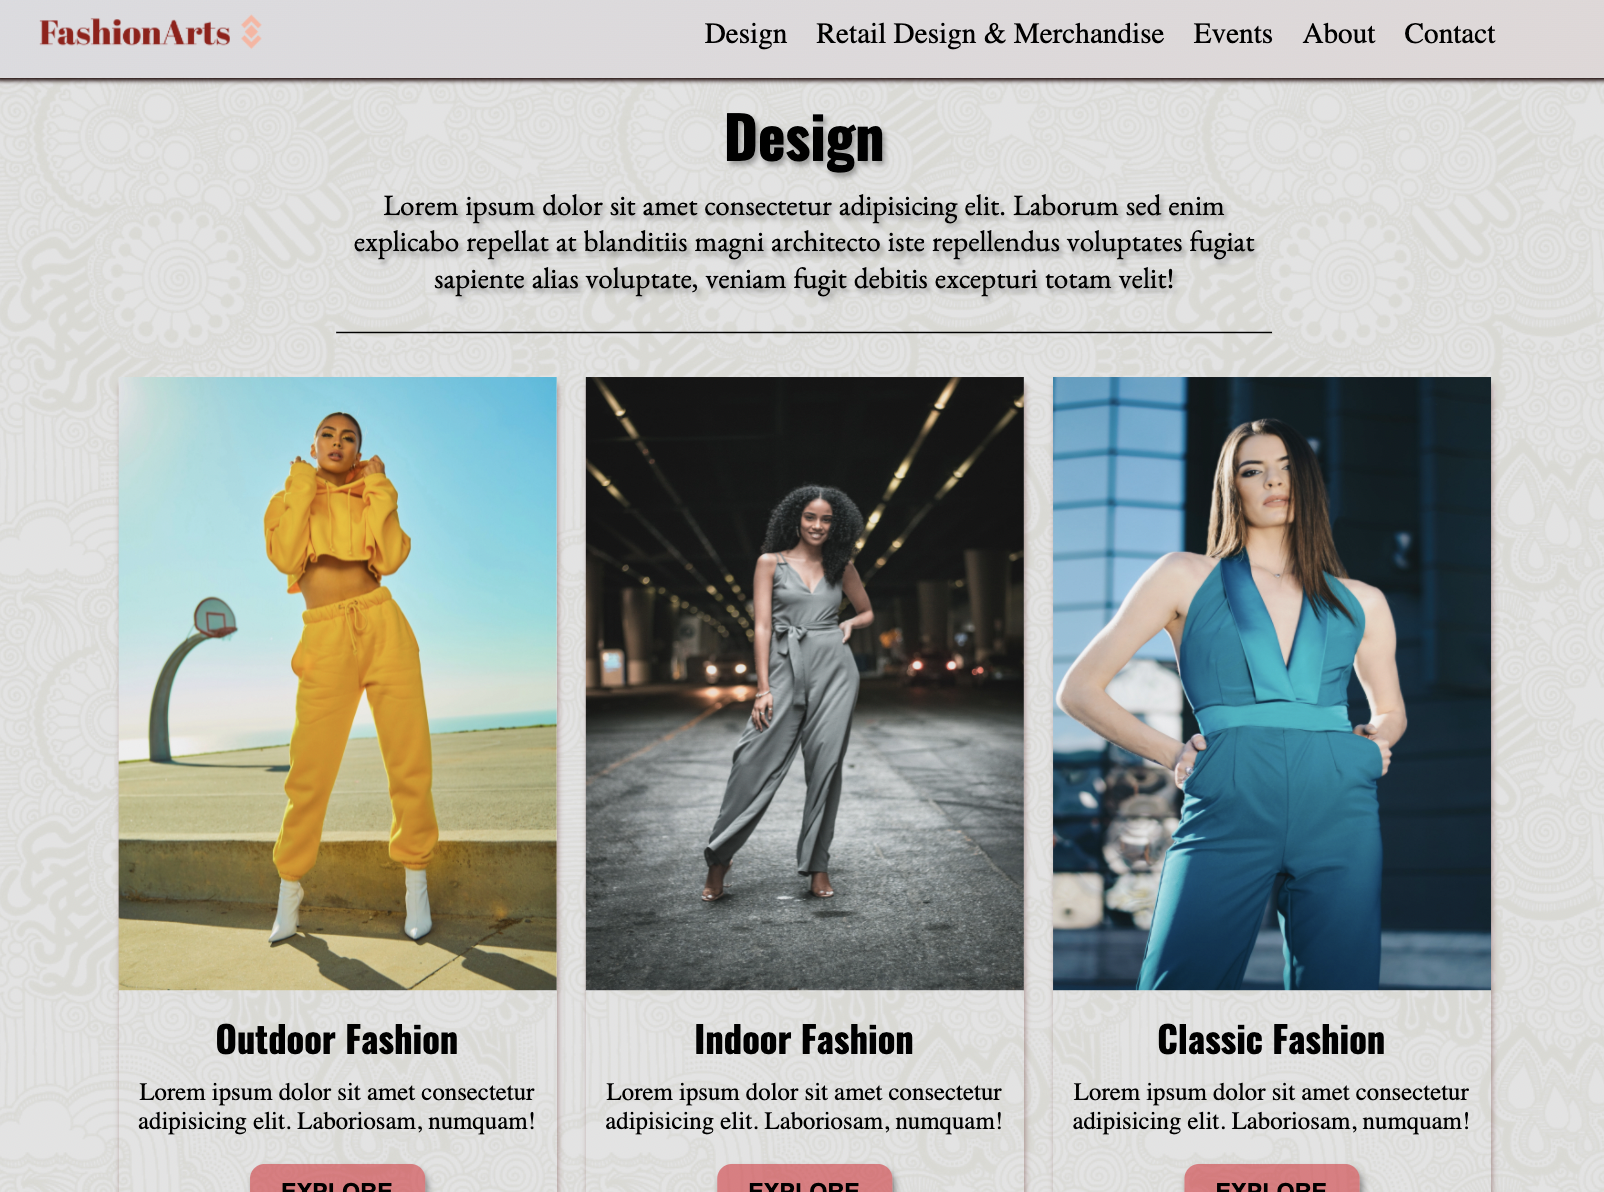 FashionArts
Design Retail Design & Merchandise Events About Contact
Design
Lorem ipsum dolor sit amet consectetur adipisicing elit. Laborum sed enim
explicabo repellat at blanditiis magni architecto iste repellendus voluptates fugiat
sapiente alias voluptate, veniam fugit debitis excepturi totam velit!
Outdoor Fashion
Lorem ipsum dolor sit amet consectetur
adipisicing elit. Laboriosam, numquam!
EXPLORE
Indoor Fashion
Lorem ipsum dolor sit amet consectetur
adipisicing elit. Laboriosam, numquam!
EXPLORE
Classic Fashion
Lorem ipsum dolor sit amet consectetur
adipisicing elit. Laboriosam, numquam!
EXPLORE